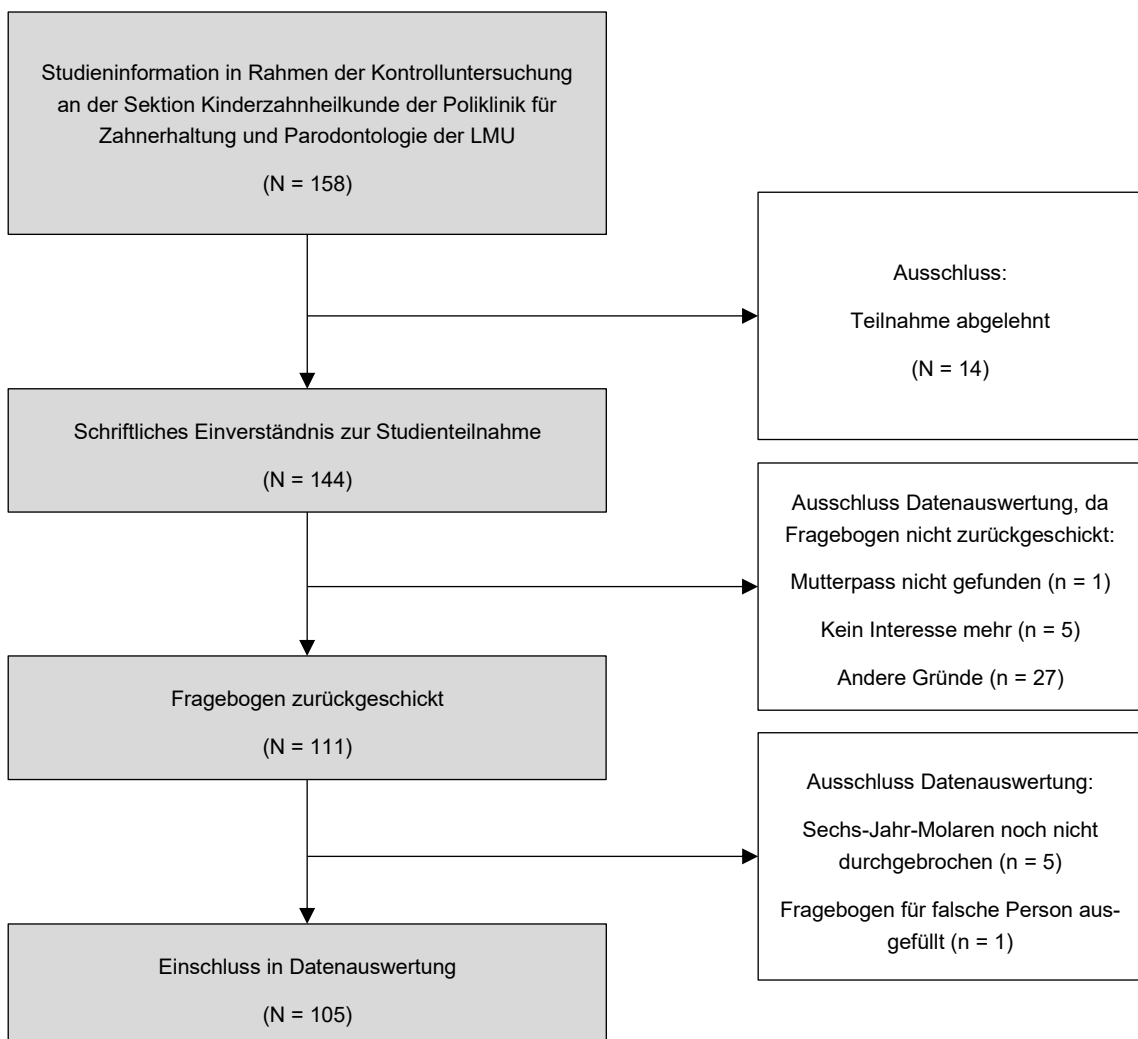 Studieninformation in Rahmen der Kontrolluntersuchung
an der Sektion Kinderzahnheilkunde der Poliklinik für
Zahnerhaltung und Parodontologie der LMU
(N = 158)
Ausschluss:
Teilnahme abgelehnt
(N = 14)
Schriftliches Einverständnis zur Studienteilnahme
(N = 144)
Ausschluss Datenauswertung, da
Fragebogen nicht zurückgeschickt:
Mutterpass nicht gefunden (n = 1)
Kein Interesse mehr (n = 5)
Andere Gründe (n = 27)
Fragebogen zurückgeschickt
(N = 111)
Ausschluss Datenauswertung:
Sechs-Jahr-Molaren noch nicht
durchgebrochen (n = 5)
Fragebogen für falsche Person aus-
gefüllt (n = 1)
Einschluss in Datenauswertung
(N = 105)